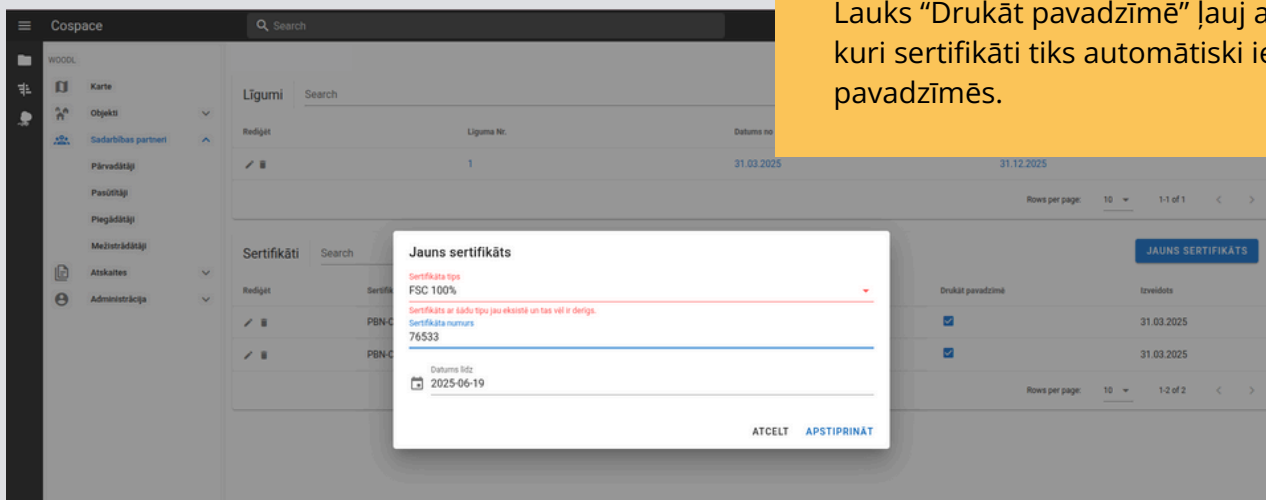 Lauks “Drukāt pavadzīmē” ļauj
kuri sertifikāti tiks automātiski
pavadzīmēs.
Cospace
Search
WOODL
Karte
Objekti
Sadarbības partneri
Pārvadātāji
Pasūtītāji
Piegādātāji
Mežistrādātāji
Atskaites
Administrācija
Līgumi Search
Rediģēt Līguma Nr. Datums no
1 31.03.2025 31.12.2025
Rows per page: 10 1-1 of 1
Sertifikāti Search JAUNS SERTIFIKĀTS
Rediģēt Drukāt pavadzīmē Izveidots
31.03.2025
31.03.2025
Rows per page: 10 1-2 of 2
Jauns sertifikāts
Sertifikāta tips
FSC 100%
Sertifikāts ar šādu tipu jau eksistē un tas vēl ir derīgs.
Sertifikāta numurs
76533
Datums līdz
2025-06-19
ATCELT APSTIPRINĀT